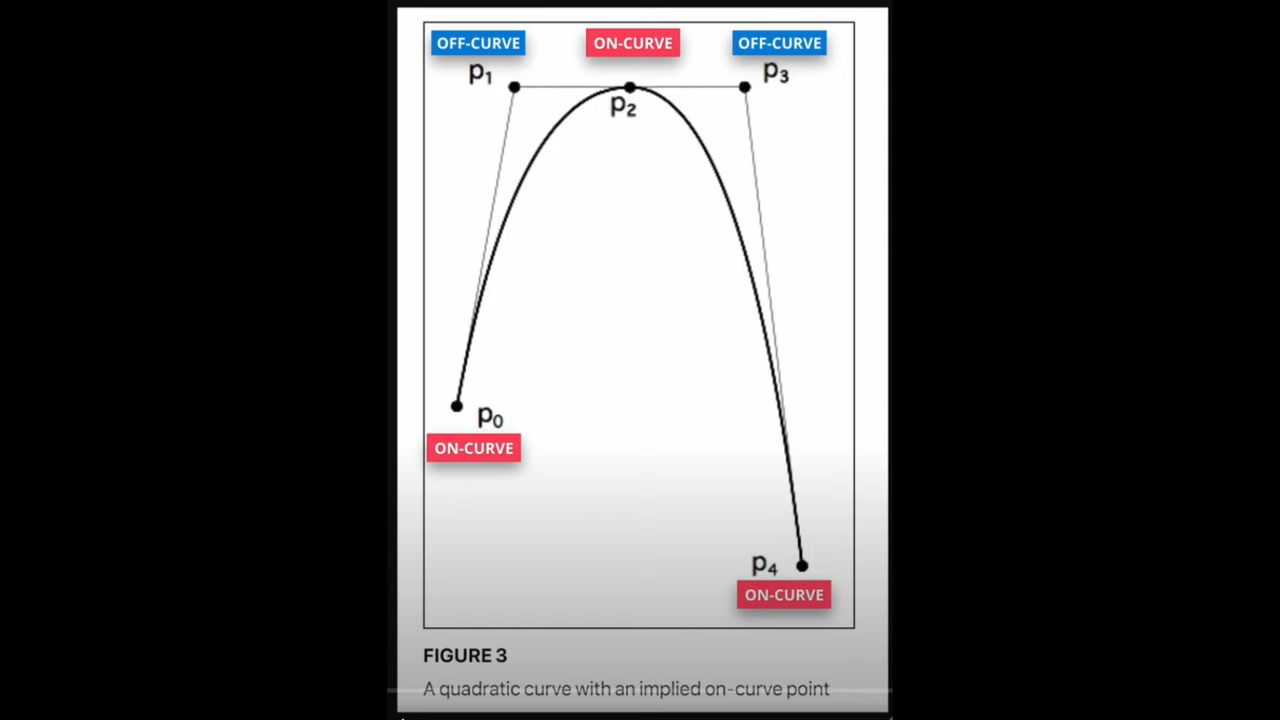 OFF-CURVE ON-CURVE OFF-CURVE
p₁ p₃
p₂
p₀
ON-CURVE
p₄
ON-CURVE
FIGURE 3
A quadratic curve with an implied on-curve point